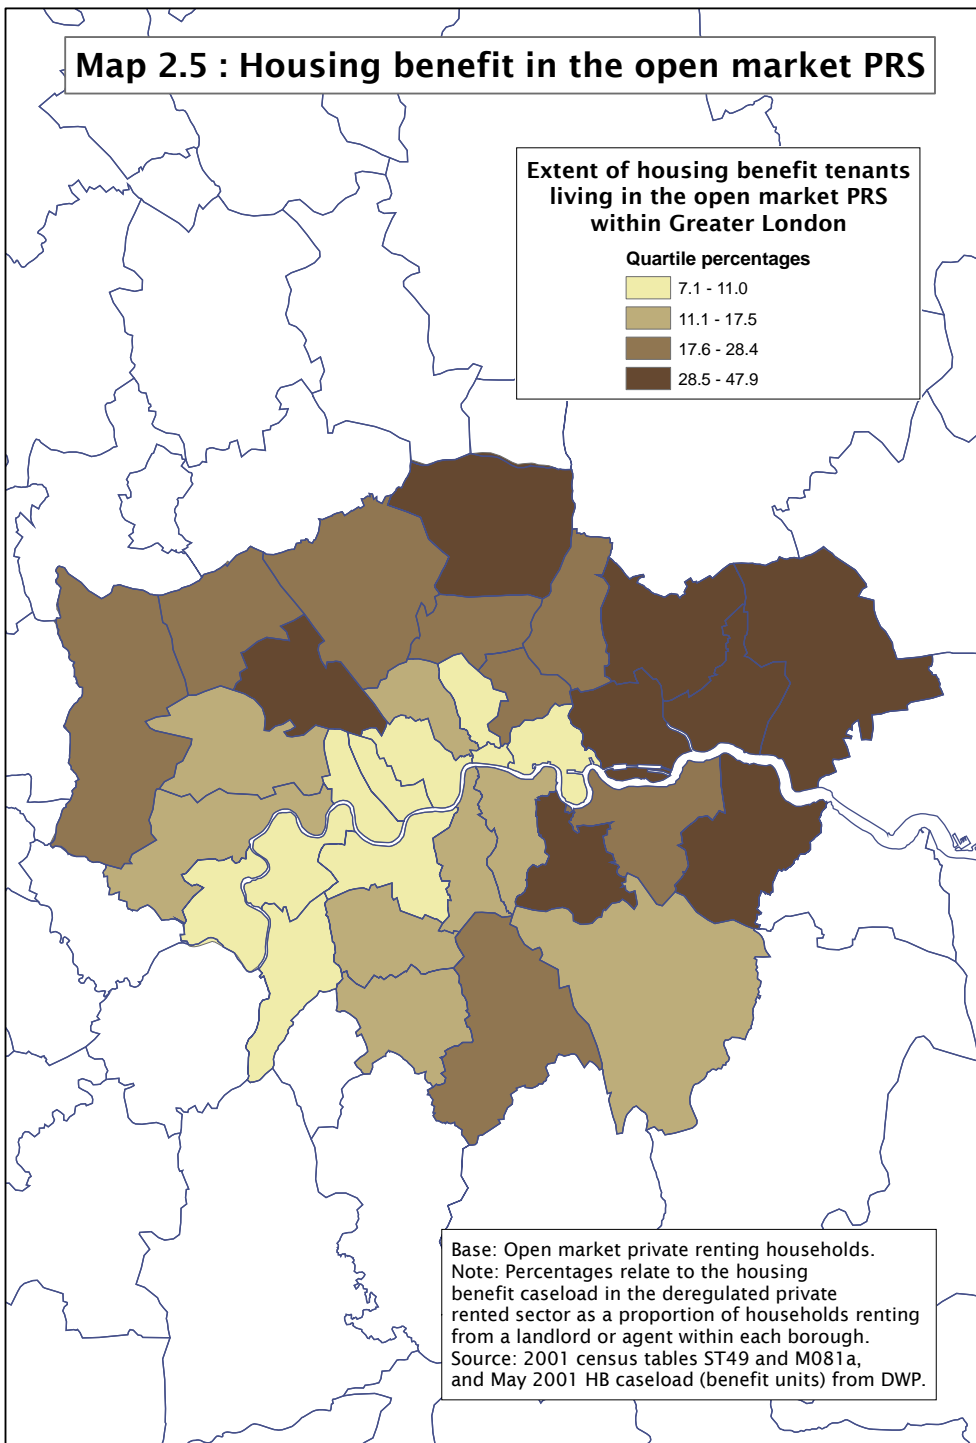 Map 2.5 : Housing benefit in the open market PRS
Extent of housing benefit tenants
living in the open market PRS
within Greater London
Quartile percentages
7.1 - 11.0
11.1 - 17.5
17.6 - 28.4
28.5 - 47.9
Base: Open market private renting households.
Note: Percentages relate to the housing
benefit caseload in the deregulated private
rented sector as a proportion of households renting
from a landlord or agent within each borough.
Source: 2001 census tables ST49 and M081a,
and May 2001 HB caseload (benefit units) from DWP.